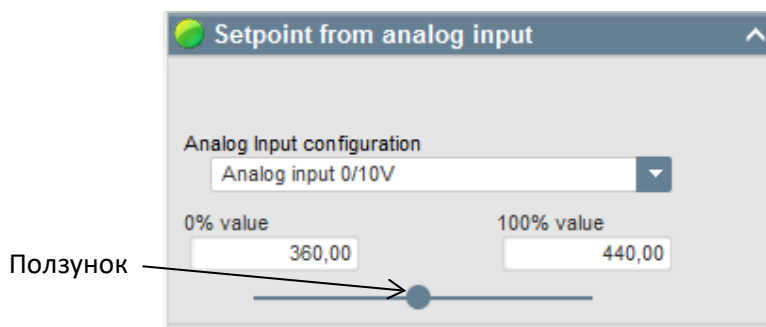 Setpoint from analog input
Analog Input configuration
Analog input 0/10V
0% value 100% value
360,00 440,00
Ползунок